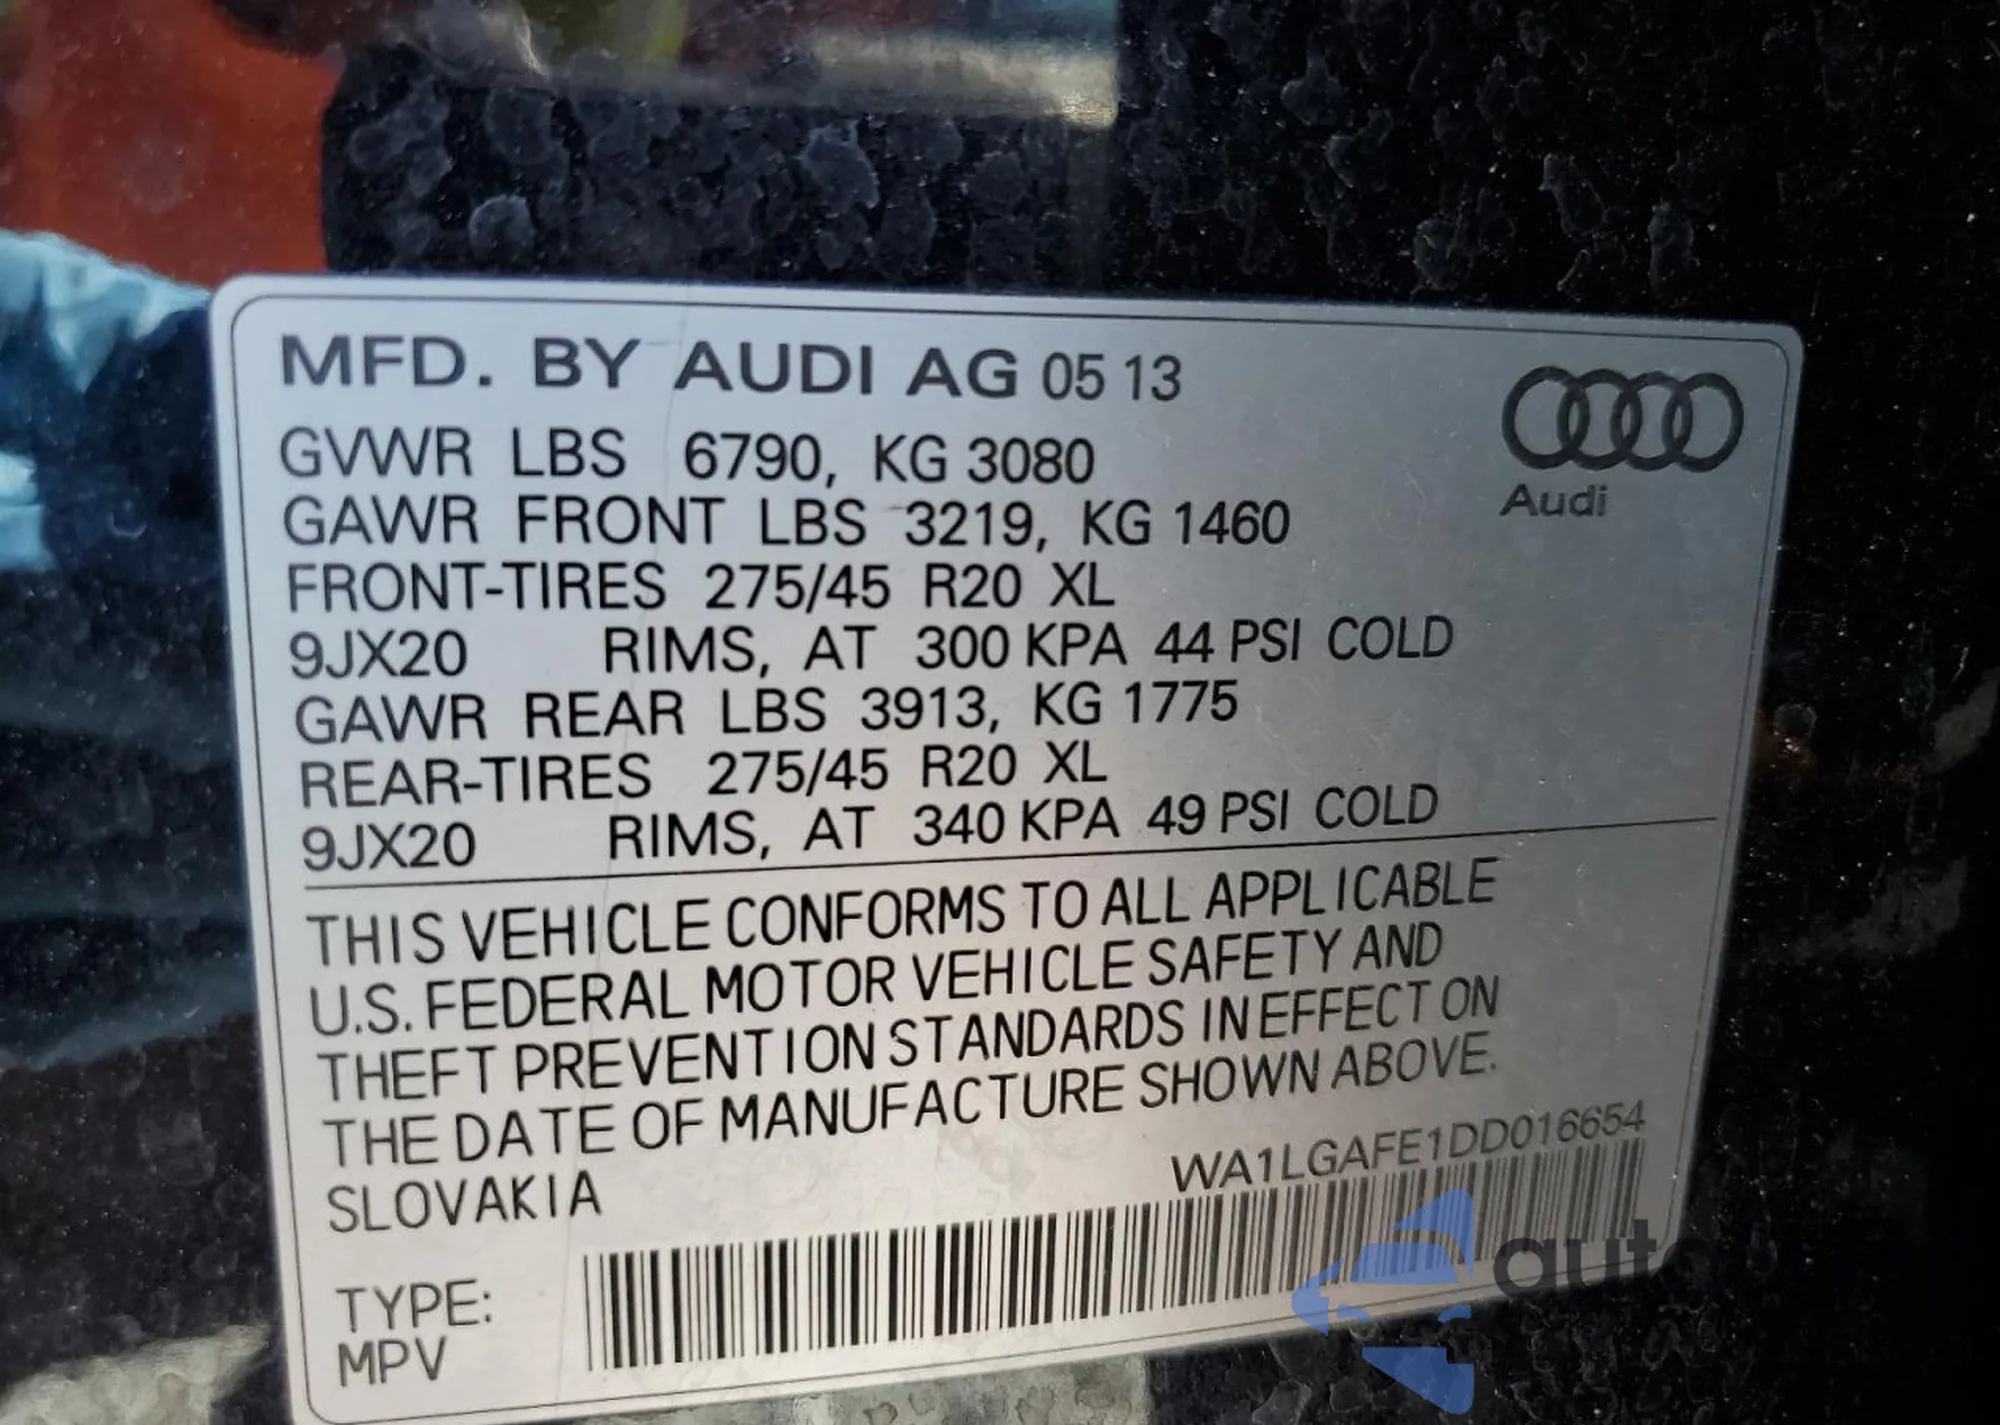 MFD. BY AUDI AG 05 13
GVWR LBS 6790, KG 3080
GAWR FRONT LBS 3219, KG 1460
FRONT-TIRES 275/45 R20 XL
9JX20 RIMS, AT 300 KPA 44 PSI COLD
GAWR REAR LBS 3913, KG 1775
REAR-TIRES 275/45 R20 XL
9JX20 RIMS, AT 340 KPA 49 PSI COLD
Audi
THIS VEHICLE CONFORMS TO ALL APPLICABLE
U.S. FEDERAL MOTOR VEHICLE SAFETY AND
THEFT PREVENTION STANDARDS IN EFFECT ON
THE DATE OF MANUFACTURE SHOWN ABOVE.
WA1LGAFE1DD016654
SLOVAKIA
TYPE:
MPV